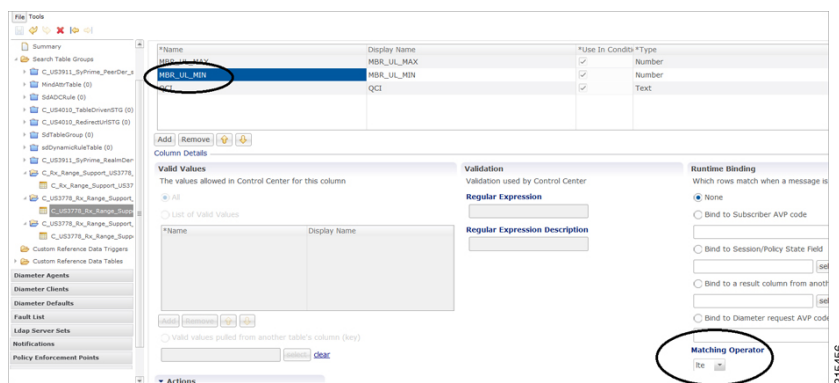 File Tools
Summary
Search Table Groups
C_US3911_SyPrime_PeerDer_s
MindAttrTable (0)
SdADCRule (0)
C_US4010_TableDrivenSTG (0)
C_US4010_RedirectUrlSTG (0)
SdTableGroup (0)
sdDynamicRuleTable (0)
C_US3911_SyPrime_RealmDer
C_Rx_Range_Support_US3778_
C_Rx_Range_Support_US37
C_US3778_Rx_Range_Support_
C_US3778_Rx_Range_Supp
C_US3778_Rx_Range_Support_
C_US3778_Rx_Range_Supp
Custom Reference Data Triggers
Custom Reference Data Tables
Diameter Agents
Diameter Clients
Diameter Defaults
Fault List
Ldap Server Sets
Notifications
Policy Enforcement Points
*Name Display Name *Use In Conditi *Type
MBR_UL_MAX MBR_UL_MAX Number
MBR_UL_MIN MBR_UL_MIN Number
QCI QCI Text
Add Remove
Column Details
Valid Values
The values allowed in Control Center for this column
All
List of Valid Values
*Name Display Name
Add Remove
Valid values pulled from another table's column (key)
select clear
Actions
Validation
Validation used by Control Center
Regular Expression
Regular Expression Description
Runtime Binding
Which rows match when a message is
None
Bind to Subscriber AVP code
Bind to Session/Policy State Field
sel
Bind to a result column from anoth
sel
Bind to Diameter request AVP code
Matching Operator
lte